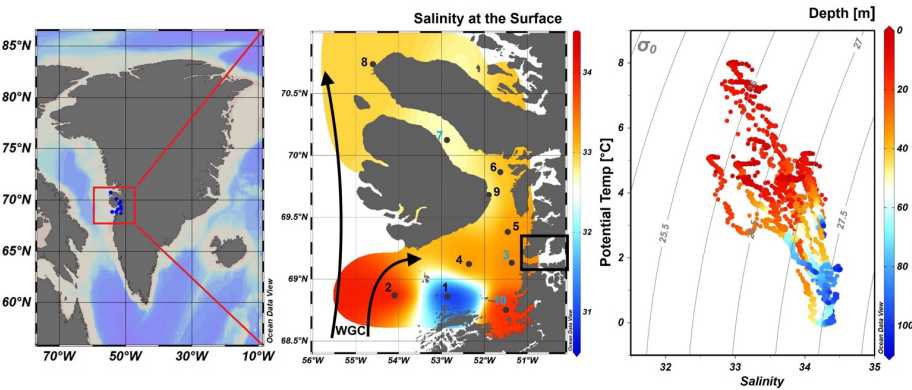 85°N
80°N
75°N
70°N
65°N
60°N
70°W
50°W
30°W
10°W
Ocean Data View
Salinity at the Surface
70.5°N
70°N
69.5°N
69°N
68.5°N
56°W
55°W
54°W
53°W
52°W
51°W
8
7
6
9
5
4
3
2
1
10
WGC
Ocean Data View
34
33
32
31
Depth [m]
σ0
27
25.5
27.5
Potential Temp [°C]
8
6
4
2
0
32
33
34
35
Salinity
Ocean Data View
0
20
40
60
80
100